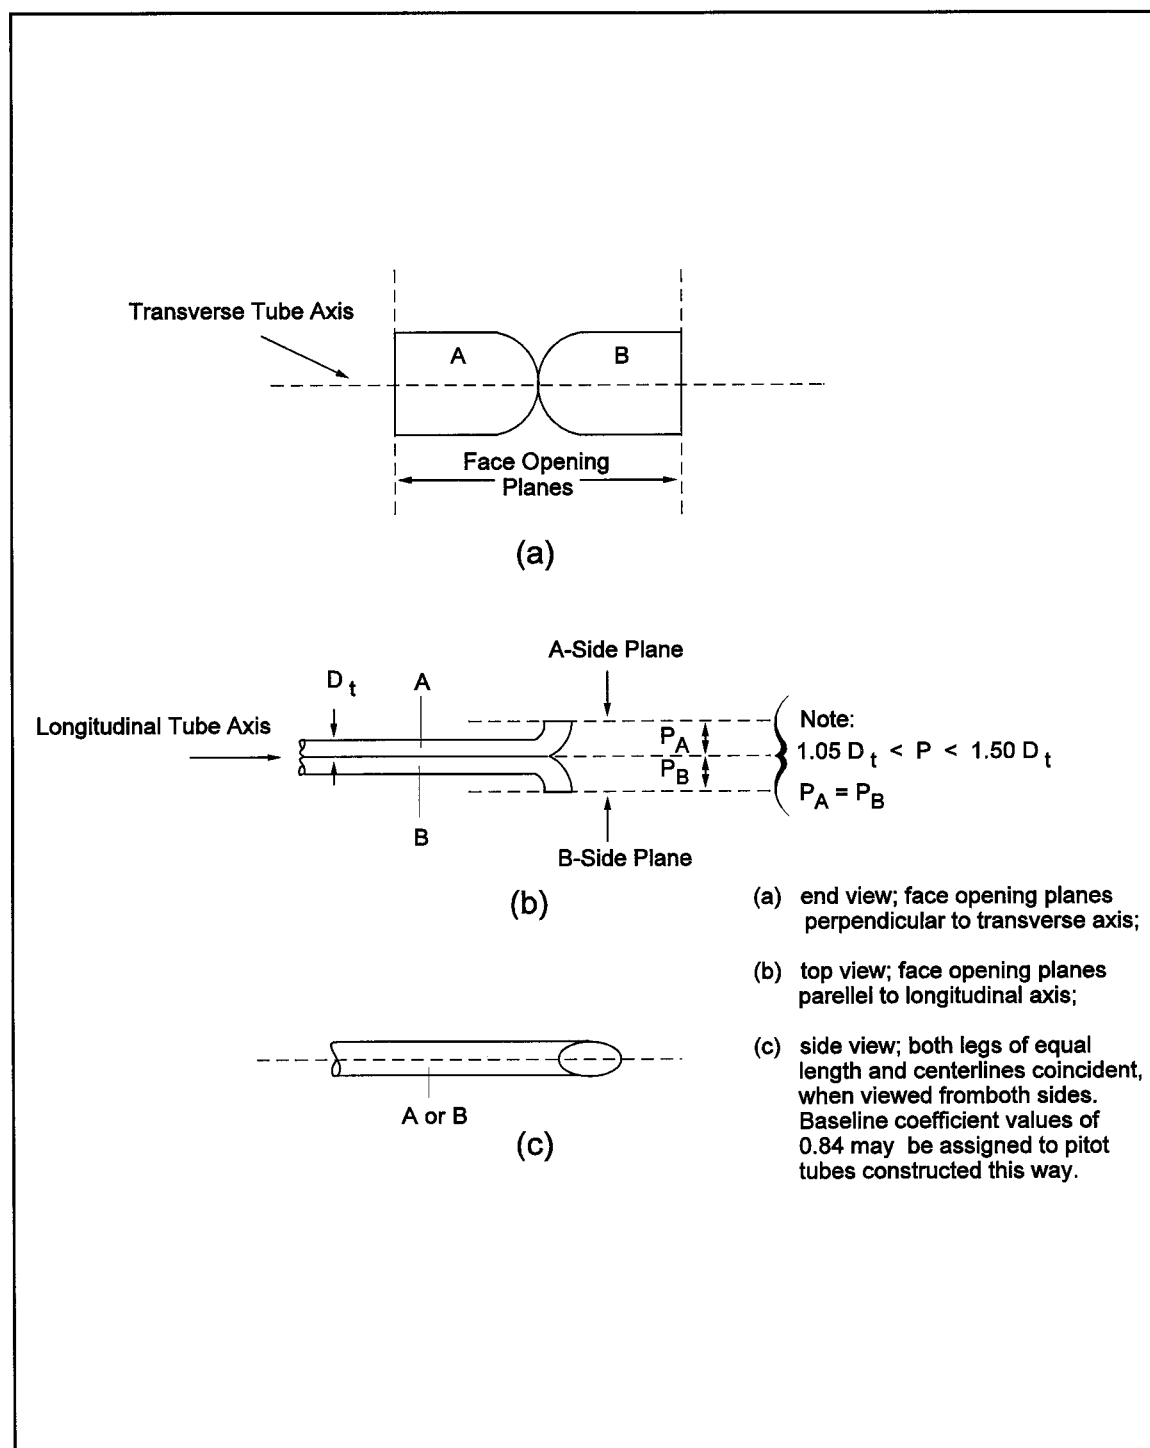 Transverse Tube Axis
A
B
Face Opening
Planes
(a)
A-Side Plane
D t
A
Longitudinal Tube Axis
P A
P B
Note:
1.05 D t < P < 1.50 D t
P A = P B
B
B-Side Plane
(b)
(a) end view; face opening planes
perpendicular to transverse axis;
(b) top view; face opening planes
parellel to longitudinal axis;
(c) side view; both legs of equal
length and centerlines coincident,
when viewed fromboth sides.
Baseline coefficient values of
0.84 may be assigned to pitot
tubes constructed this way.
A or B
(c)